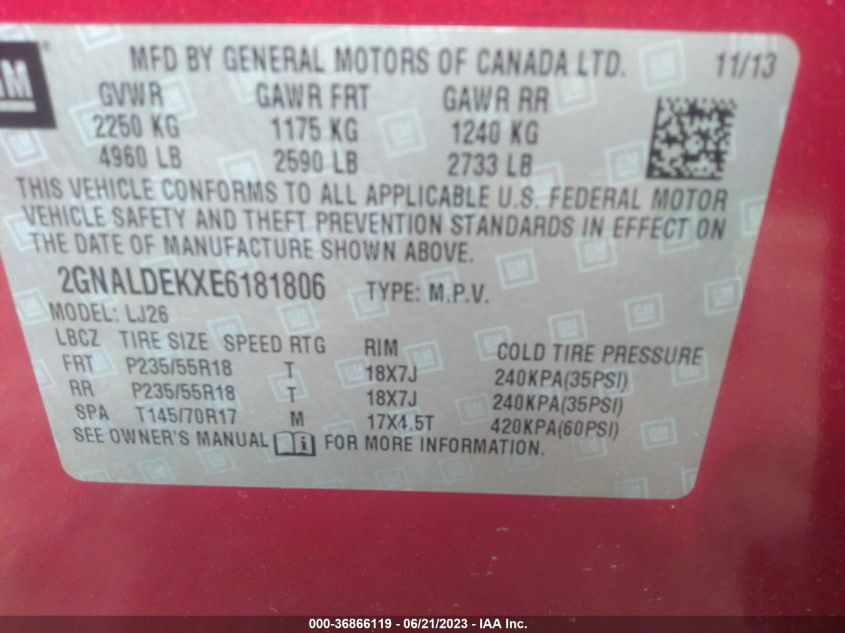 GM
MFD BY GENERAL MOTORS OF CANADA LTD. 11/13
GVWR GAWR FRT GAWR RR
2250 KG 1175 KG 1240 KG
4960 LB 2590 LB 2733 LB
THIS VEHICLE CONFORMS TO ALL APPLICABLE U.S. FEDERAL MOTOR
VEHICLE SAFETY AND THEFT PREVENTION STANDARDS IN EFFECT ON
THE DATE OF MANUFACTURE SHOWN ABOVE.
2GNALDEKXE6181806 TYPE: M.P.V.
MODEL: LJ26
LBCZ TIRE SIZE SPEED RTG RIM COLD TIRE PRESSURE
FRT P235/55R18 T 18X7J 240KPA(35PSI)
RR P235/55R18 T 18X7J 240KPA(35PSI)
SPA T145/70R17 M 17X4.5T 420KPA(60PSI)
SEE OWNER'S MANUAL i FOR MORE INFORMATION.
000-36866119 - 06/21/2023 - IAA Inc.